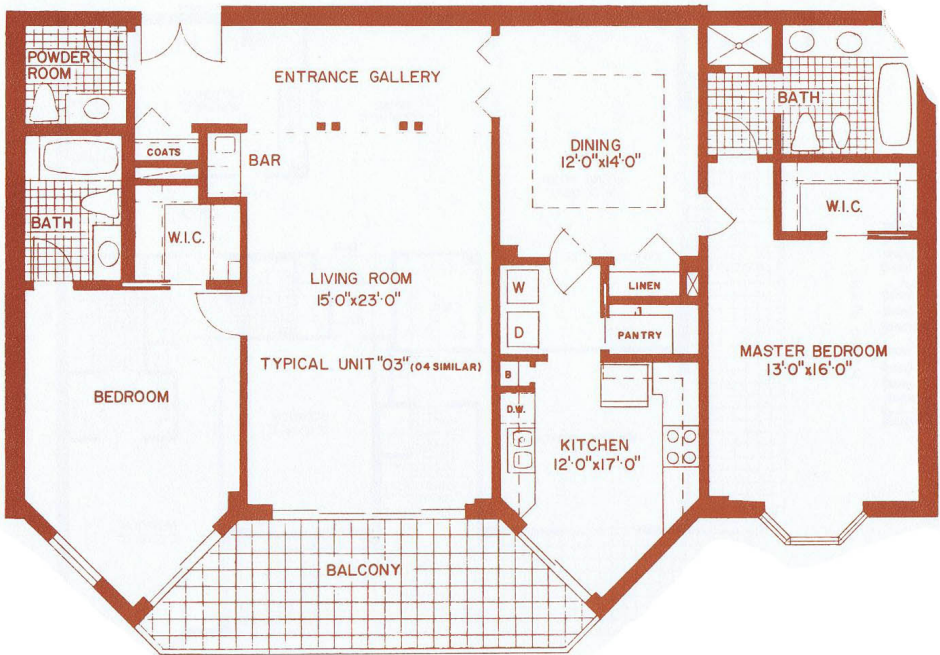 POWDER
ROOM
ENTRANCE GALLERY
BATH
COATS
BAR
DINING
12'-0"x14'-0"
BATH
W.I.C.
W.I.C.
LIVING ROOM
15'-0"x23'-0"
W
LINEN
D
PANTRY
TYPICAL UNIT "03" (04 SIMILAR)
MASTER BEDROOM
13'-0"x16'-0"
B
BEDROOM
D.W.
KITCHEN
12'-0"x17'-0"
BALCONY